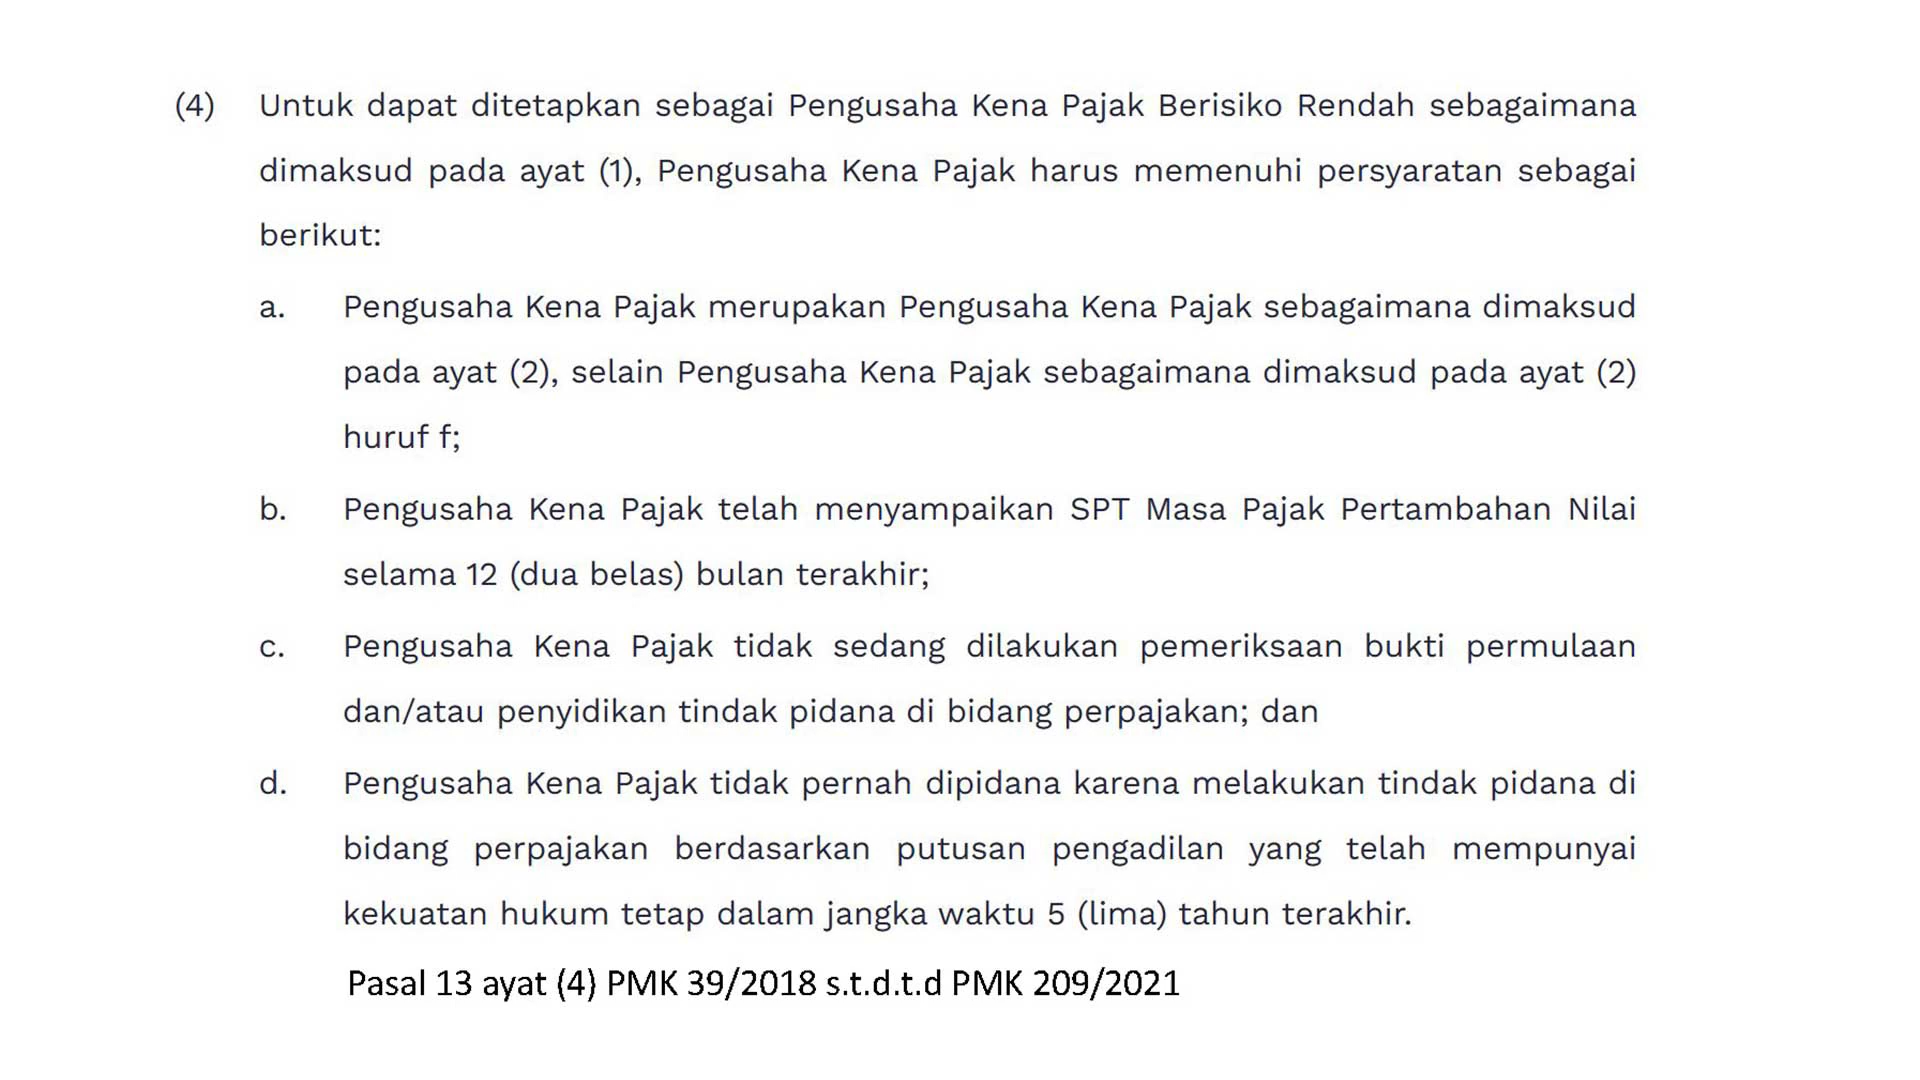 (4) Untuk dapat ditetapkan sebagai Pengusaha Kena Pajak Berisiko Rendah sebagaimana
dimaksud pada ayat (1), Pengusaha Kena Pajak harus memenuhi persyaratan sebagai
berikut:
a. Pengusaha Kena Pajak merupakan Pengusaha Kena Pajak sebagaimana dimaksud
pada ayat (2), selain Pengusaha Kena Pajak sebagaimana dimaksud pada ayat (2)
huruf f;
b. Pengusaha Kena Pajak telah menyampaikan SPT Masa Pajak Pertambahan Nilai
selama 12 (dua belas) bulan terakhir;
c. Pengusaha Kena Pajak tidak sedang dilakukan pemeriksaan bukti permulaan
dan/atau penyidikan tindak pidana di bidang perpajakan; dan
d. Pengusaha Kena Pajak tidak pernah dipidana karena melakukan tindak pidana di
bidang perpajakan berdasarkan putusan pengadilan yang telah mempunyai
kekuatan hukum tetap dalam jangka waktu 5 (lima) tahun terakhir.
Pasal 13 ayat (4) PMK 39/2018 s.t.d.t.d PMK 209/2021